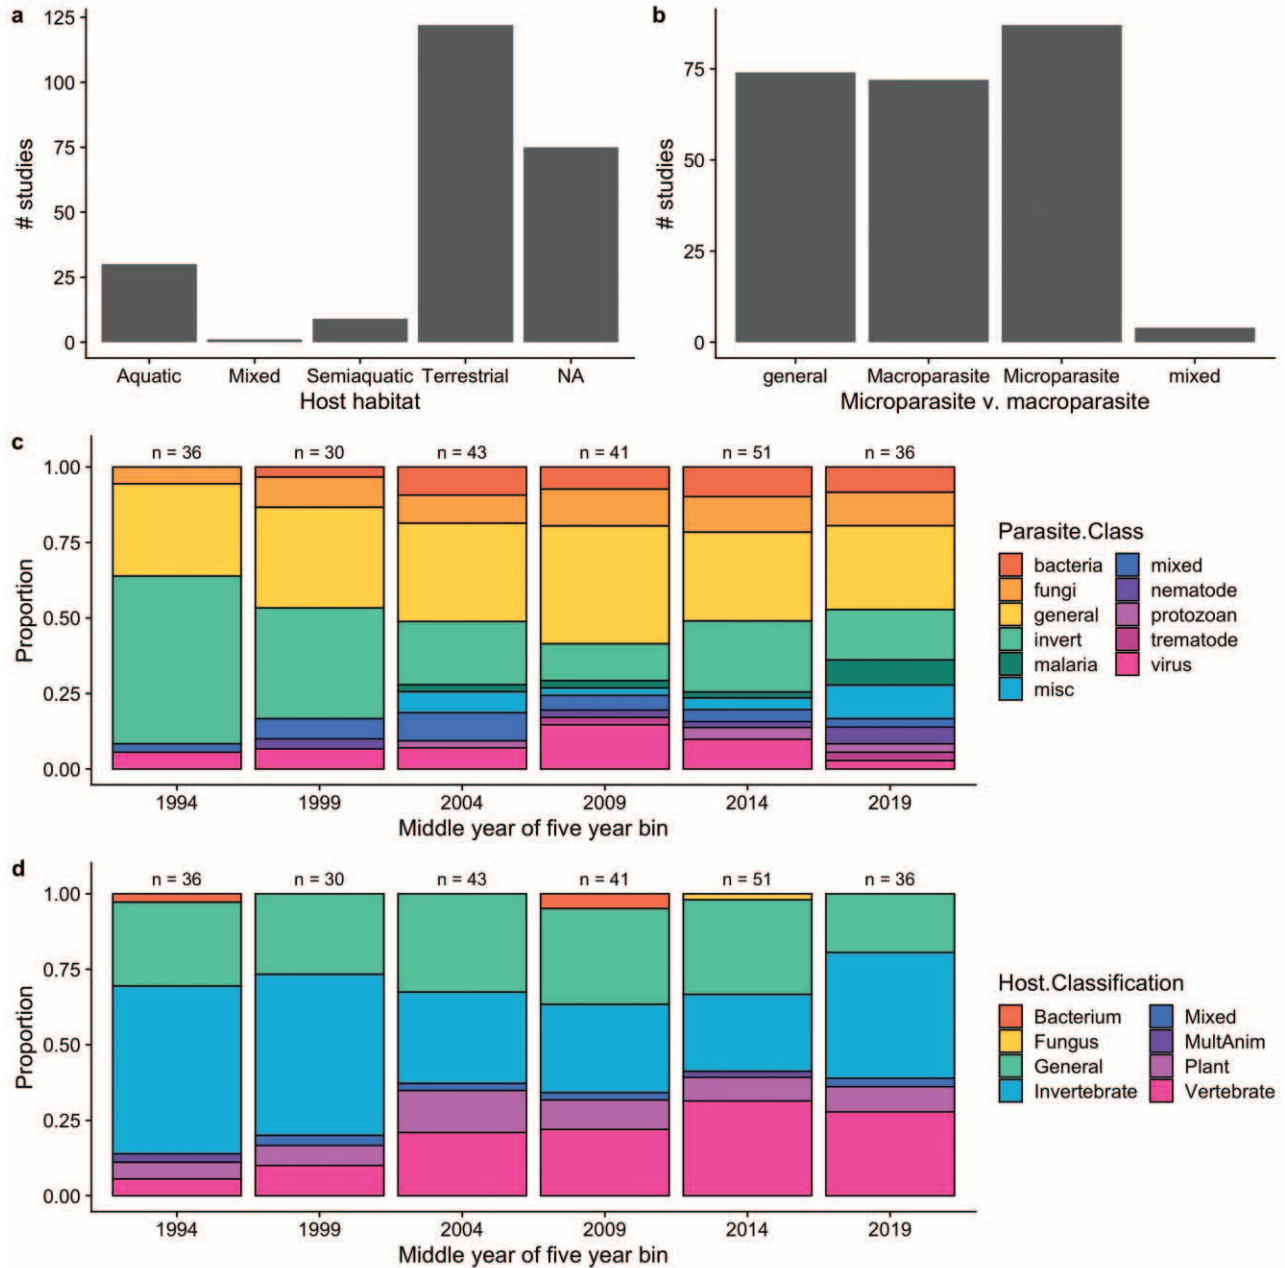 a
125
100
75
50
25
0
# studies
Aquatic Mixed Semiaquatic Terrestrial NA
Host habitat
b
75
50
25
0
# studies
general Macroparasite Microparasite mixed
Microparasite v. macroparasite
c
n = 36 n = 30 n = 43 n = 41 n = 51 n = 36
1.00
0.75
0.50
0.25
0.00
Proportion
1994 1999 2004 2009 2014 2019
Middle year of five year bin
Parasite.Class
bacteria mixed
fungi nematode
general protozoan
invert trematode
malaria virus
misc
d
n = 36 n = 30 n = 43 n = 41 n = 51 n = 36
1.00
0.75
0.50
0.25
0.00
Proportion
1994 1999 2004 2009 2014 2019
Middle year of five year bin
Host.Classification
Bacterium Mixed
Fungus MultAnim
General Plant
Invertebrate Vertebrate